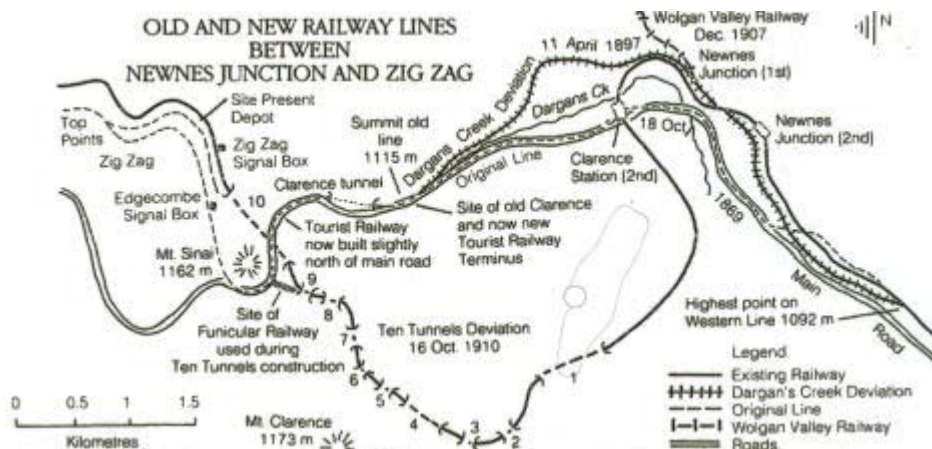 OLD AND NEW RAILWAY LINES
BETWEEN
NEWNES JUNCTION AND ZIG ZAG
Wolgan Valley Railway
Dec. 1907
N
11 April 1897
Newnes
Junction (1st)
Site Present
Depot
Top
Points
Zig Zag
Zig Zag
Signal Box
Summit old
line
1115 m
Dargans Creek Deviation
Dargans Ck
Original Line
18 Oct.
1869
Newnes
Junction
(2nd)
Clarence
Station (2nd)
Clarence tunnel
Edgecombe
Signal Box
10
Mt. Sinai
1162 m
Tourist Railway
now built slightly
north of main road
Site of old Clarence
and now new
Tourist Railway
Terminus
Main
Road
Highest point on
Western Line 1092 m
9
8
7
6
5
4
3
2
1
Site of
Funicular Railway
used during
Ten Tunnels construction
Ten Tunnels Deviation
16 Oct. 1910
Mt. Clarence
1173 m
0 0.5 1 1.5
Kilometres
Legend
Existing Railway
Dargan's Creek Deviation
Original Line
Wolgan Valley Railway
Roads